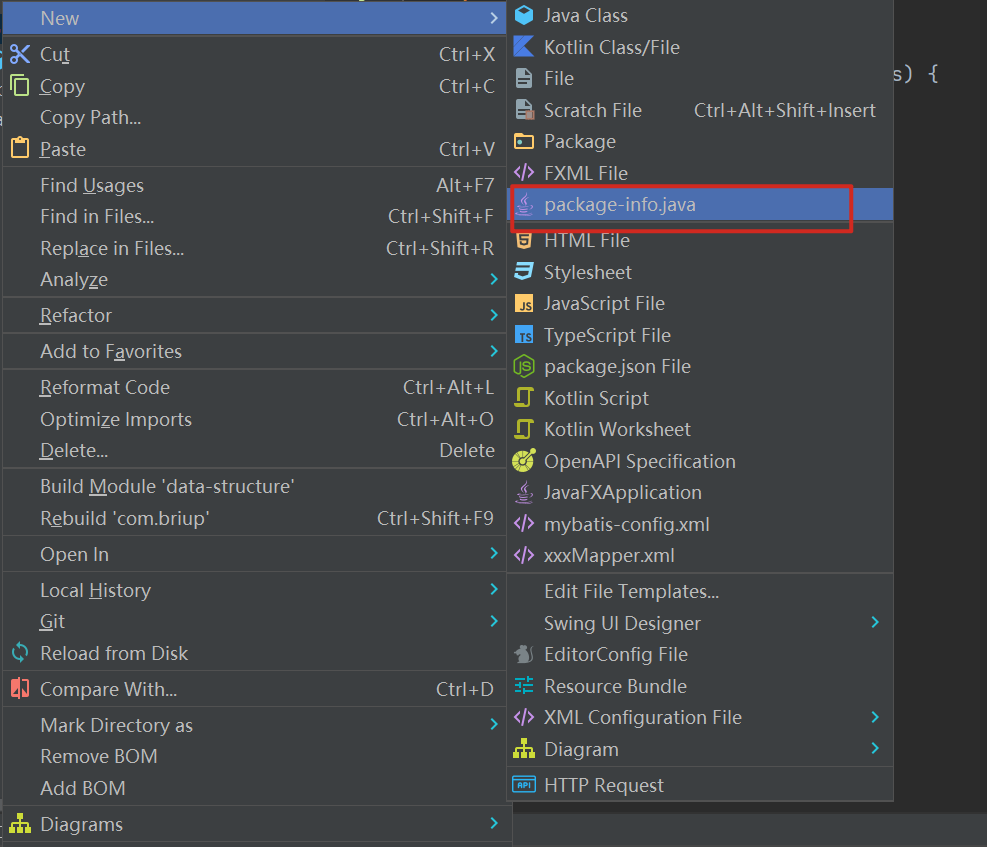 New
Cut Ctrl+X
Copy Ctrl+C
Copy Path...
Paste Ctrl+V
Find Usages Alt+F7
Find in Files... Ctrl+Shift+F
Replace in Files... Ctrl+Shift+R
Analyze
Refactor
Add to Favorites
Reformat Code Ctrl+Alt+L
Optimize Imports Ctrl+Alt+O
Delete... Delete
Build Module 'data-structure'
Rebuild 'com.briup' Ctrl+Shift+F9
Open In
Local History
Git
Reload from Disk
Compare With... Ctrl+D
Mark Directory as
Remove BOM
Add BOM
Diagrams
Java Class
Kotlin Class/File
File
Scratch File Ctrl+Alt+Shift+Insert
Package
FXML File
package-info.java
HTML File
Stylesheet
JS JavaScript File
TS TypeScript File
JS package.json File
Kotlin Script
Kotlin Worksheet
OpenAPI Specification
JavaFXApplication
mybatis-config.xml
xxxMapper.xml
Edit File Templates...
Swing UI Designer
EditorConfig File
Resource Bundle
XML Configuration File
Diagram
API HTTP Request
s) {